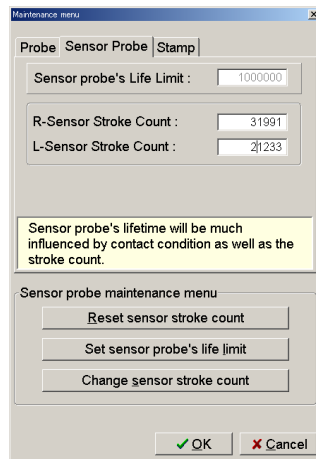 Maintenance menu
Probe Sensor Probe Stamp
Sensor probe's Life Limit : 1000000
R-Sensor Stroke Count : 31991
L-Sensor Stroke Count : 21233
Sensor probe's lifetime will be much
influenced by contact condition as well as the
stroke count.
Sensor probe maintenance menu
Reset sensor stroke count
Set sensor probe's life limit
Change sensor stroke count
OK Cancel